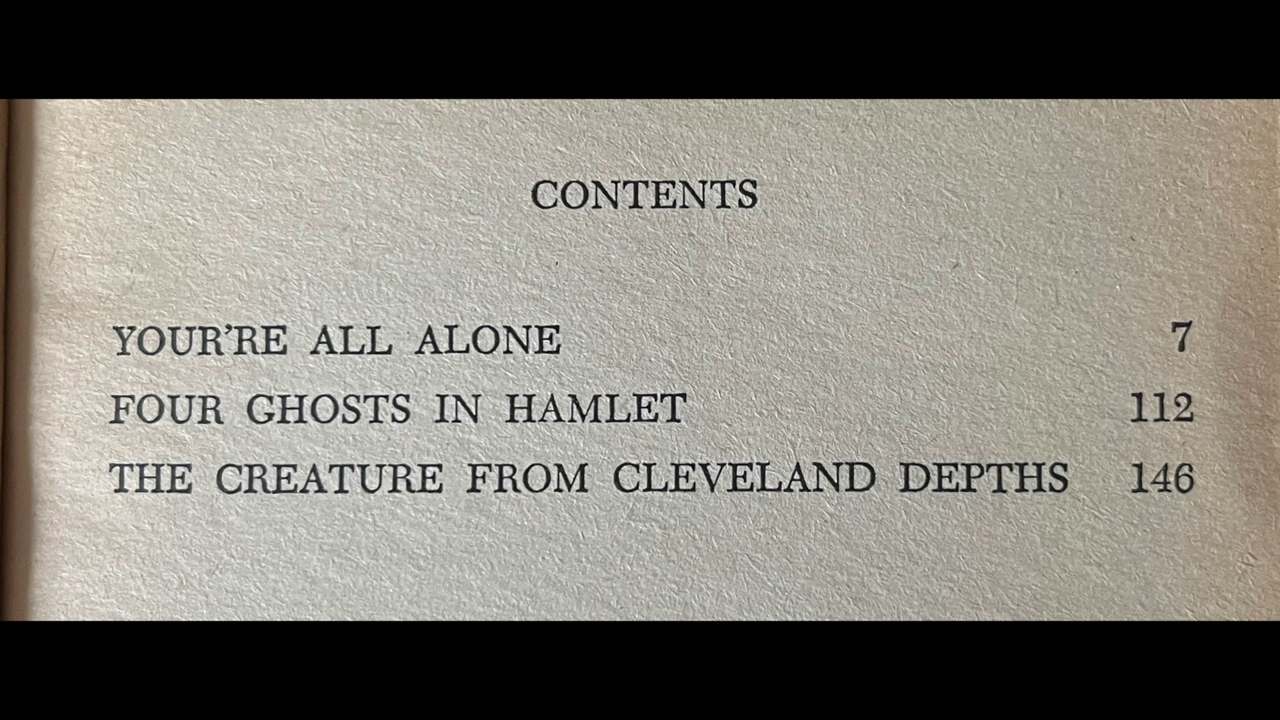 CONTENTS
YOUR'RE ALL ALONE 7
FOUR GHOSTS IN HAMLET 112
THE CREATURE FROM CLEVELAND DEPTHS 146